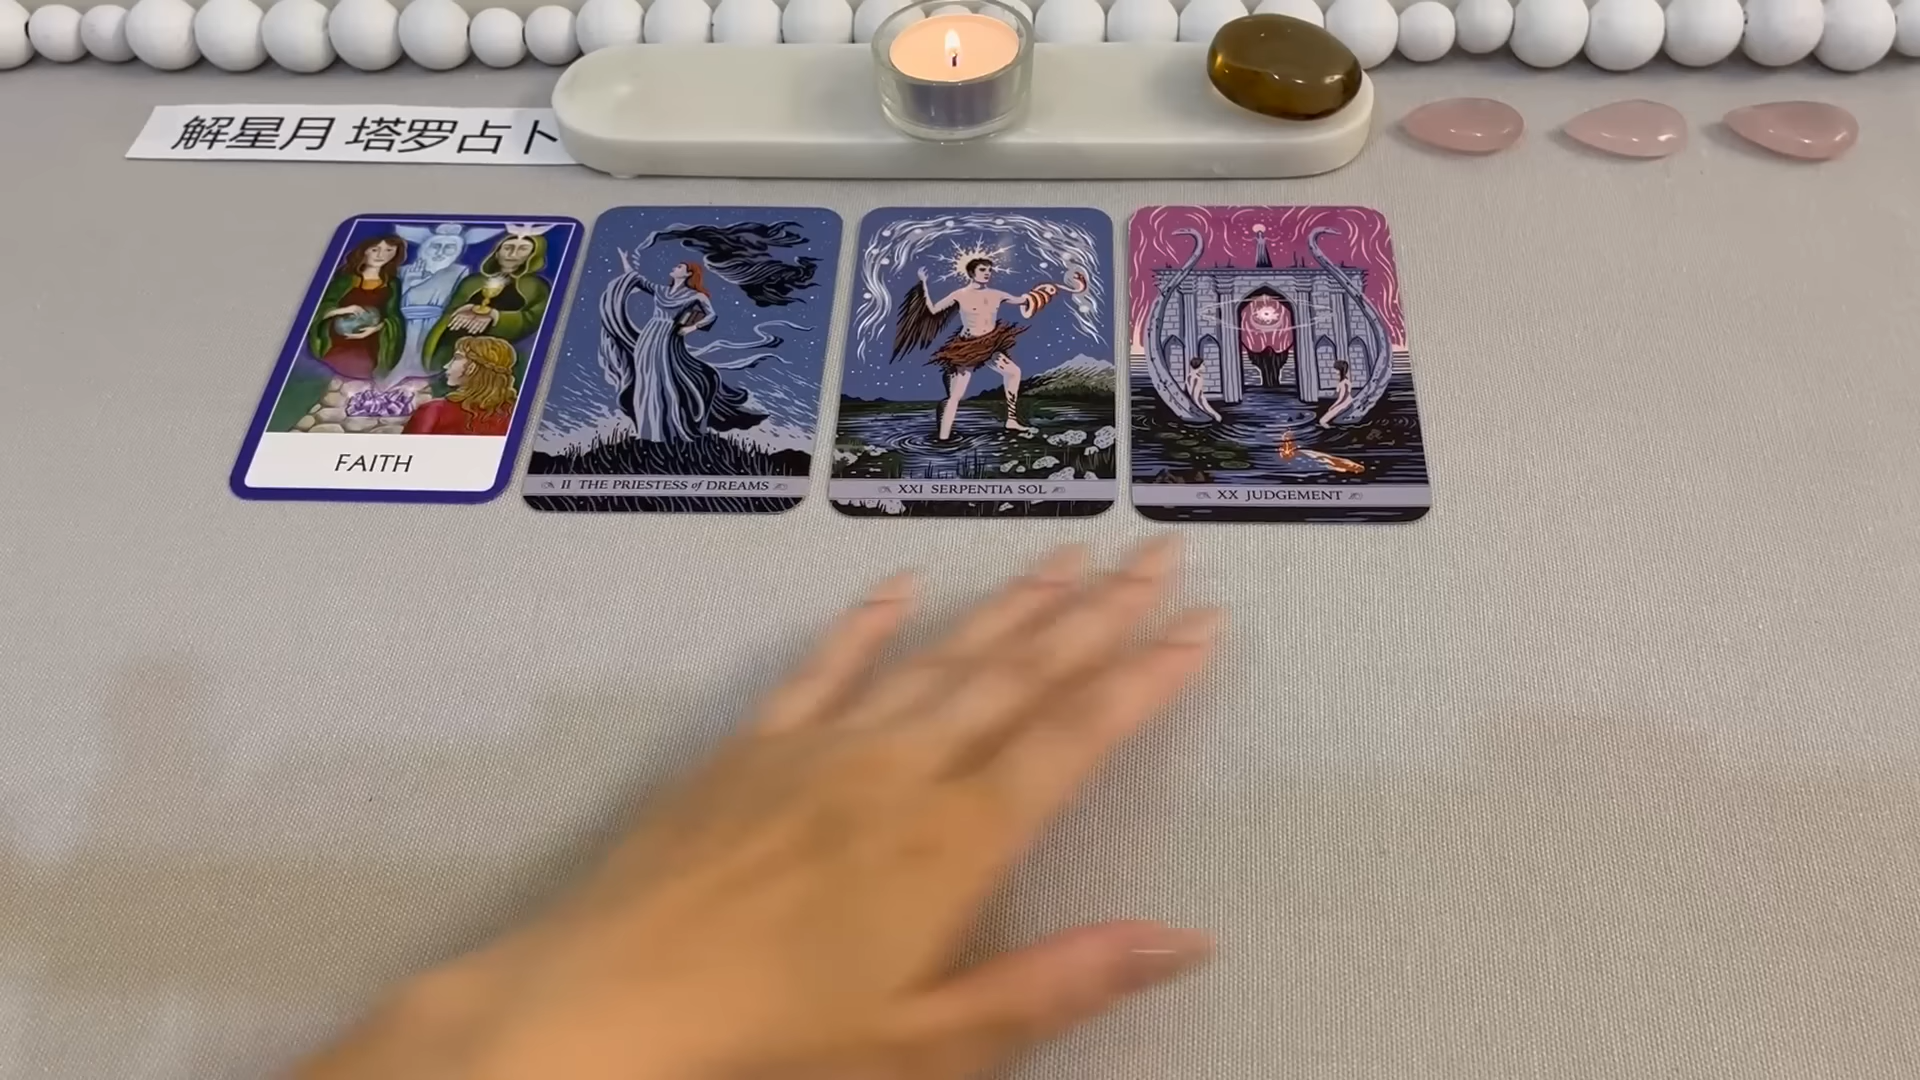 解星月 塔罗占卜
FAITH
II THE PRIESTESS of DREAMS
XXI SERPENTIA SOL
XX JUDGEMENT